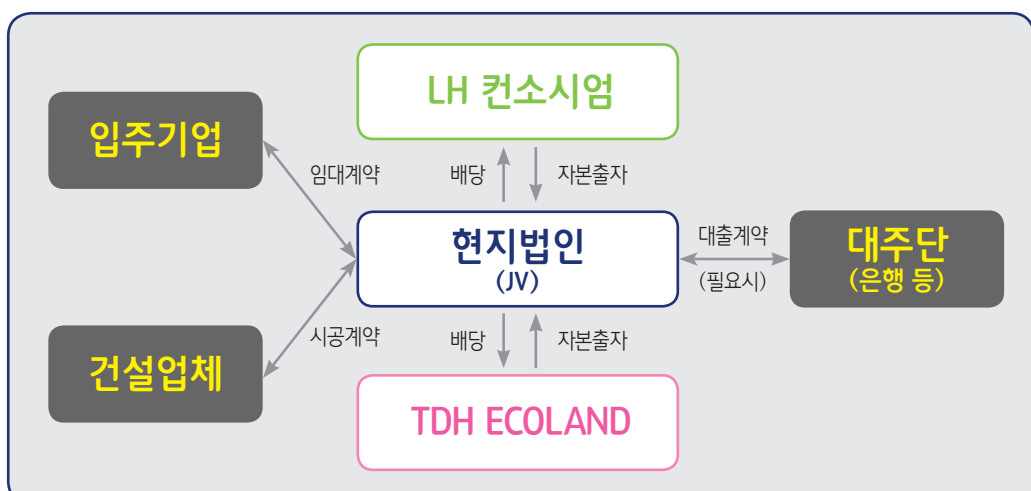 LH 컨소시엄
입주기업
임대계약
배당
자본출자
현지법인
(JV)
대출계약
(필요시)
대주단
(은행 등)
시공계약
배당
자본출자
건설업체
TDH ECOLAND